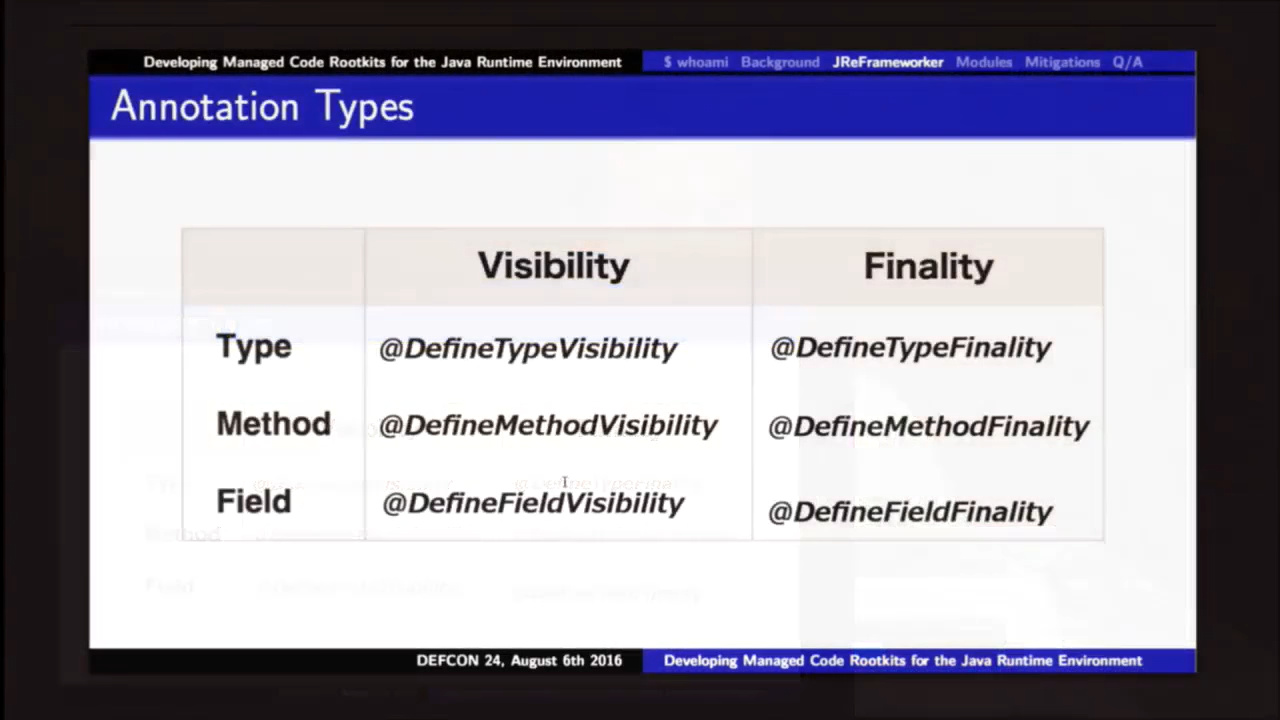 Developing Managed Code Rootkits for the Java Runtime Environment
$ whoami Background JReFrameworker Modules Mitigations Q/A
Annotation Types
Visibility Finality
Type @DefineTypeVisibility @DefineTypeFinality
Method @DefineMethodVisibility @DefineMethodFinality
Field @DefineFieldVisibility @DefineFieldFinality
DEFCON 24, August 6th 2016 Developing Managed Code Rootkits for the Java Runtime Environment